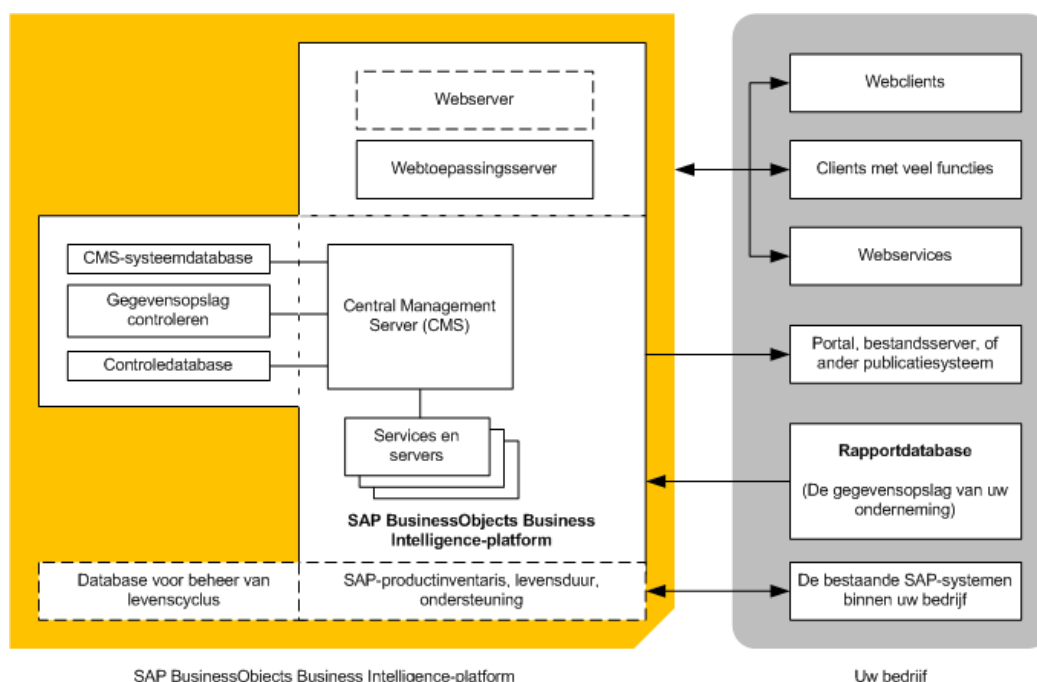 Webserver
Webtoepassingsserver
CMS-systeemdatabase
Gegevensopslag
controleren
Controledatabase
Central Management
Server (CMS)
Services en
servers
SAP BusinessObjects Business
Intelligence-platform
Database voor beheer van
levenscyclus
SAP-productinventaris, levensduur,
ondersteuning
SAP BusinessObjects Business Intelligence-platform
Webclients
Clients met veel functies
Webservices
Portal, bestandsserver, of
ander publicatiesysteem
Rapportdatabase
(De gegevensopslag van uw
onderneming)
De bestaande SAP-systemen
binnen uw bedrijf
Uw bedrijf